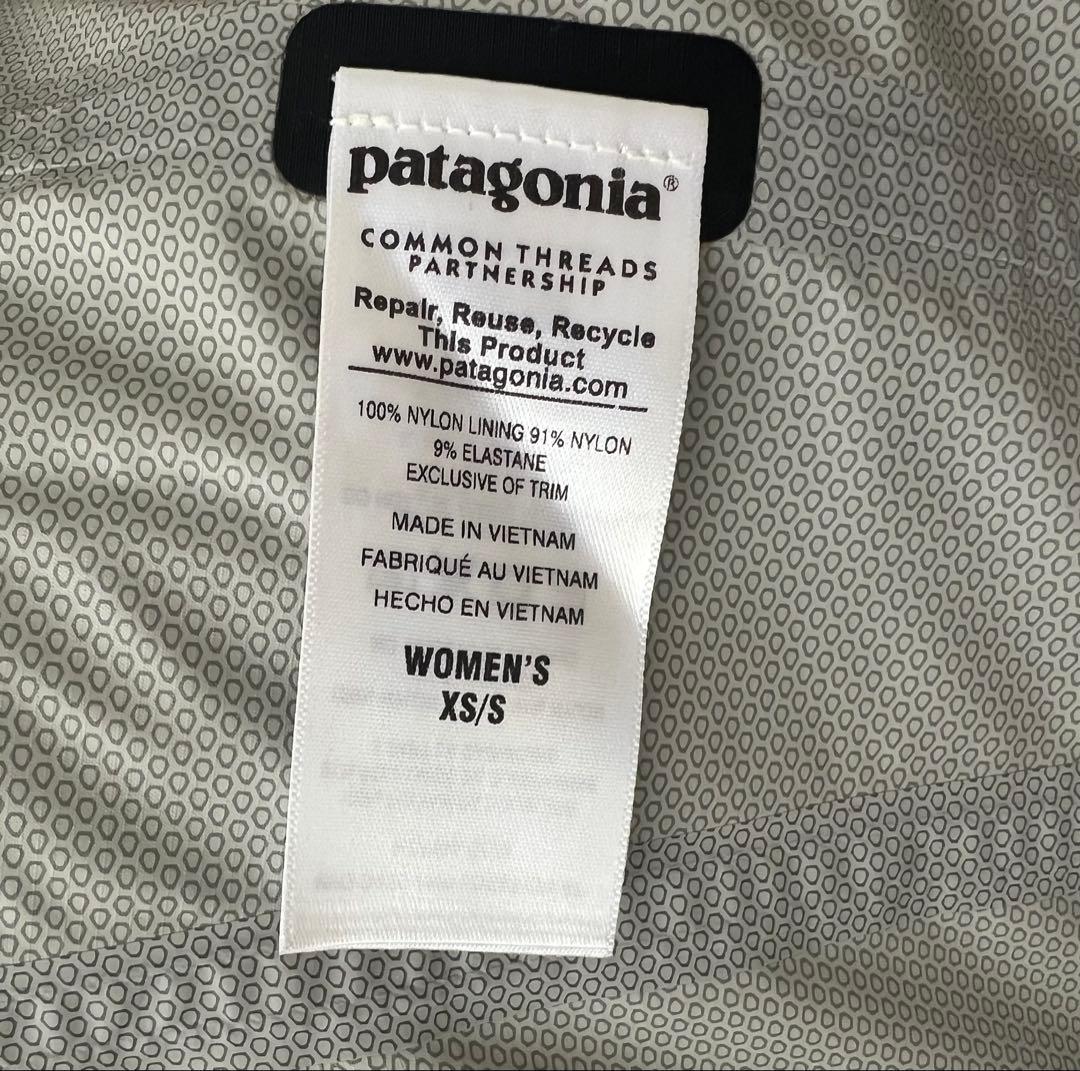 patagonia®
COMMON THREADS
PARTNERSHIP
Repair, Reuse, Recycle
This Product
www.patagonia.com
100% NYLON LINING 91% NYLON
9% ELASTANE
EXCLUSIVE OF TRIM
MADE IN VIETNAM
FABRIQUÉ AU VIETNAM
HECHO EN VIETNAM
WOMEN'S
XS/S